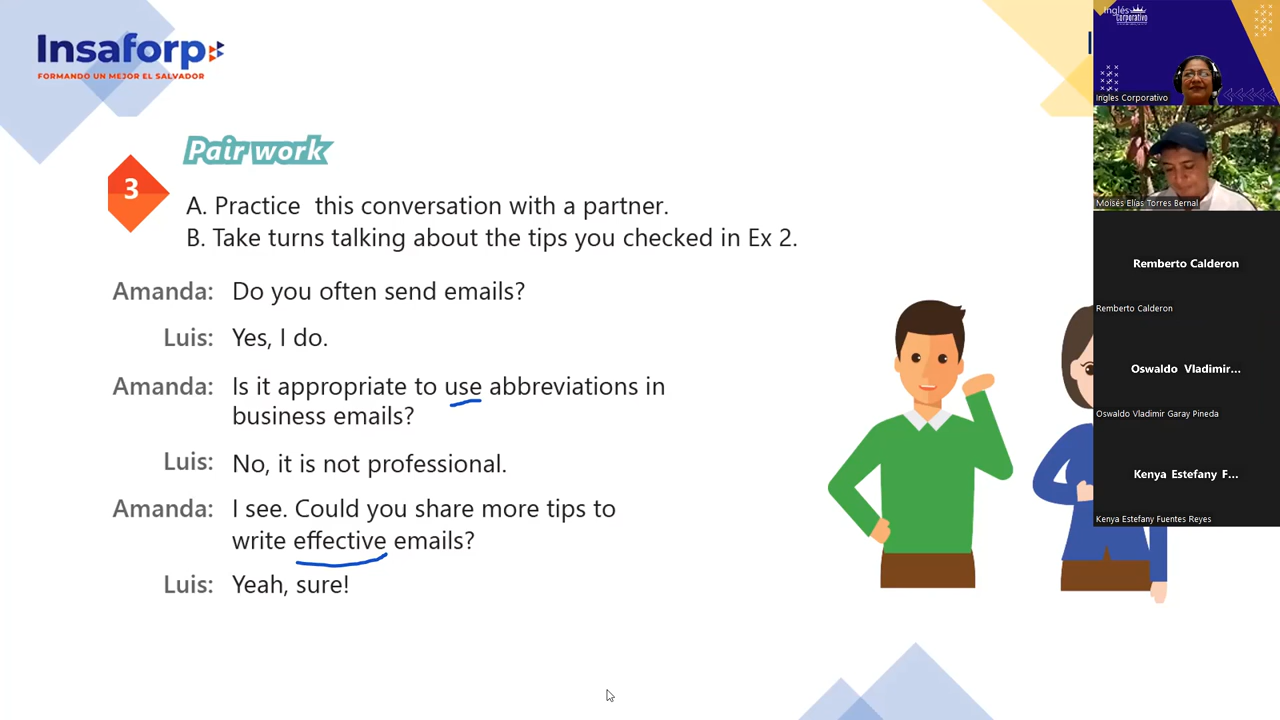 Insaforp
FORMANDO UN MEJOR EL SALVADOR
Pair work
3
A. Practice this conversation with a partner.
B. Take turns talking about the tips you checked in Ex 2.
Amanda: Do you often send emails?
Luis: Yes, I do.
Amanda: Is it appropriate to use abbreviations in
business emails?
Luis: No, it is not professional.
Amanda: I see. Could you share more tips to
write effective emails?
Luis: Yeah, sure!
Inglés
Corporativo
Ingles Corporativo
Moisés Elías Torres Bernal
Remberto Calderon
Remberto Calderon
Oswaldo Vladimir...
Oswaldo Vladimir Garay Pineda
Kenya Estefany F...
Kenya Estefany Fuentes Reyes